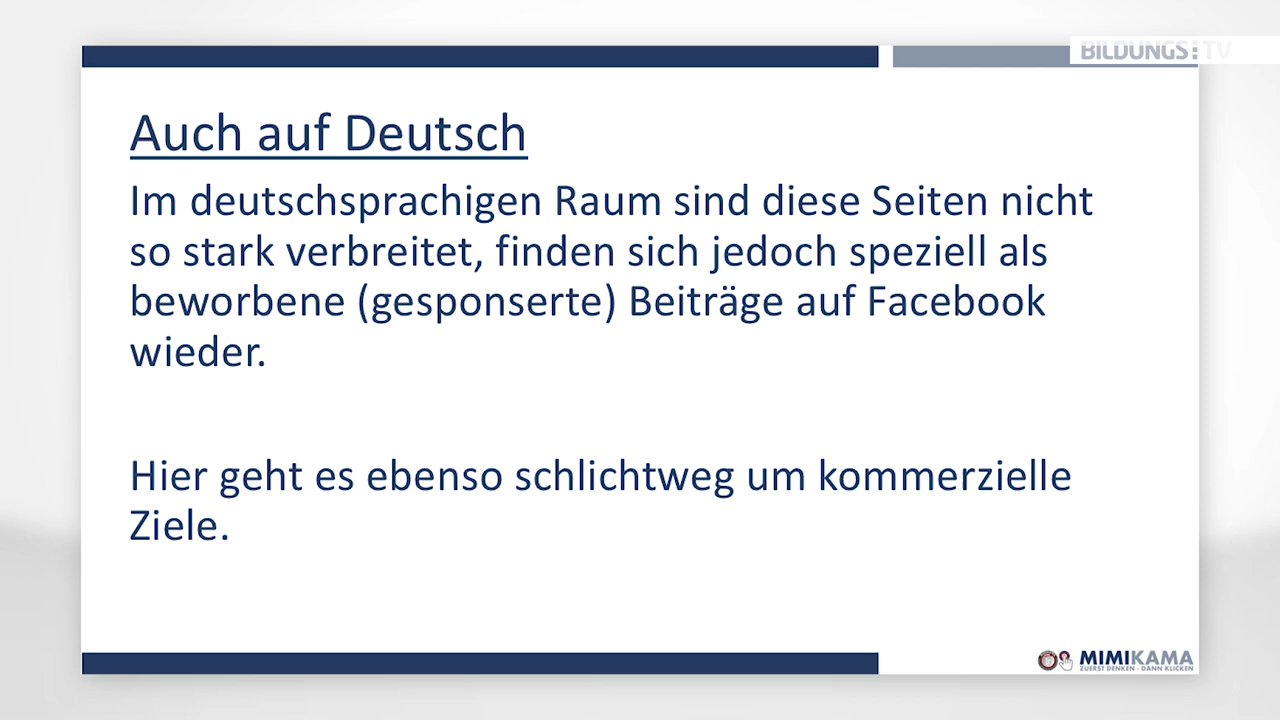 BILDUNGS:TV
Auch auf Deutsch
Im deutschsprachigen Raum sind diese Seiten nicht
so stark verbreitet, finden sich jedoch speziell als
beworbene (gesponserte) Beiträge auf Facebook
wieder.
Hier geht es ebenso schlichtweg um kommerzielle
Ziele.
MIMIKAMA
ZUERST DENKEN - DANN KLICKEN